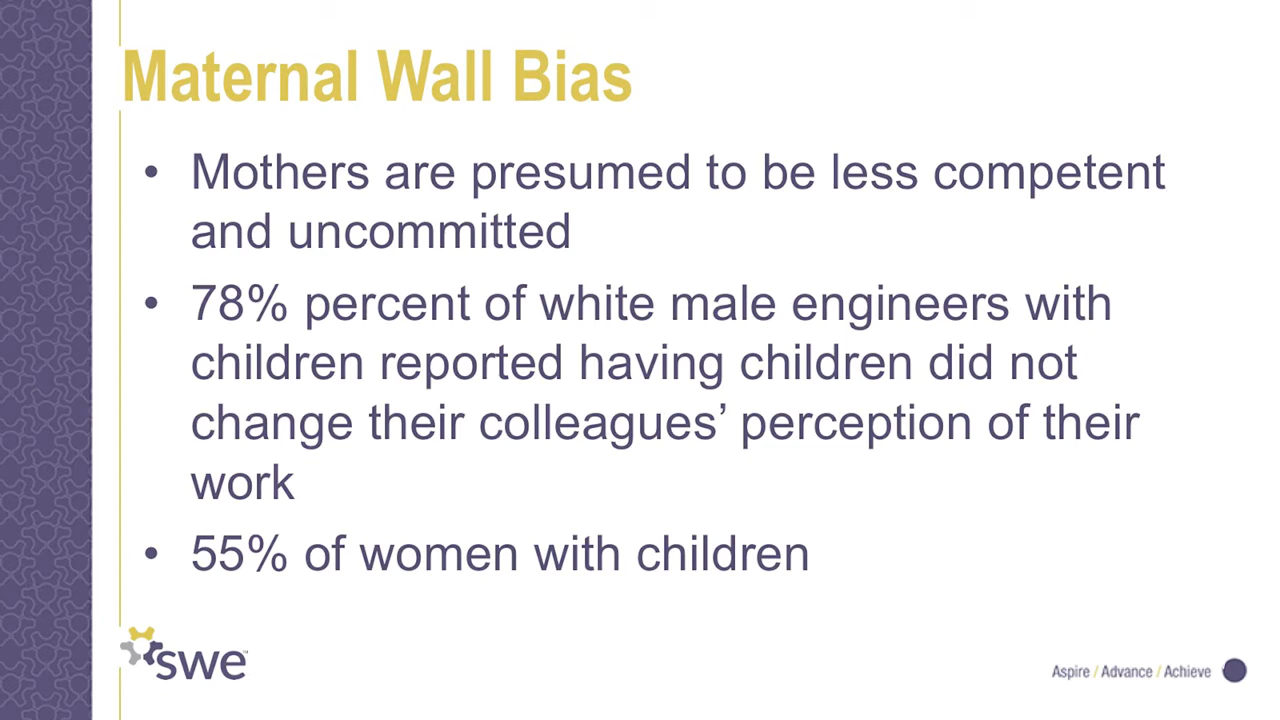 Maternal Wall Bias
• Mothers are presumed to be less competent
and uncommitted
• 78% percent of white male engineers with
children reported having children did not
change their colleagues’ perception of their
work
• 55% of women with children
swe™
Aspire / Advance / Achieve